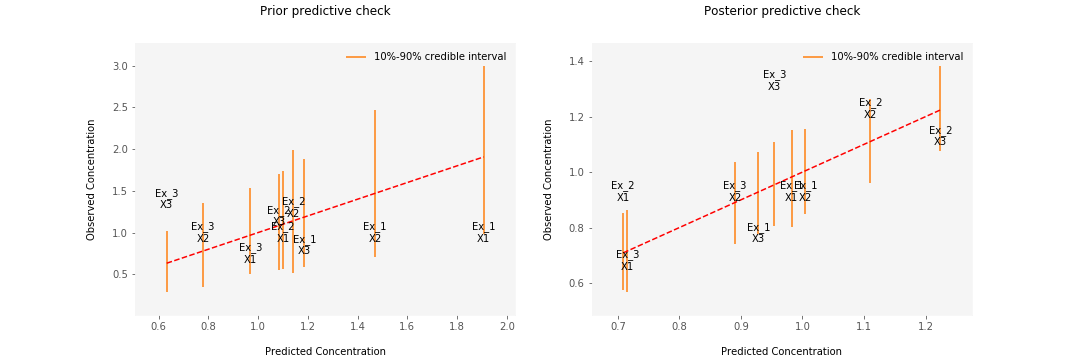 Prior predictive check
10%-90% credible interval
3.0
2.5
2.0
1.5
1.0
0.5
Observed Concentration
Ex_3
X3
Ex_3
X2
Ex_3
X1
Ex_2
X3
Ex_2
X1
Ex_2
X2
Ex_1
X3
Ex_1
X2
Ex_1
X1
0.6 0.8 1.0 1.2 1.4 1.6 1.8 2.0
Predicted Concentration
Posterior predictive check
10%-90% credible interval
1.4
1.2
1.0
0.8
0.6
Observed Concentration
Ex_2
X1
Ex_3
X1
Ex_3
X2
Ex_1
X3
Ex_3
X3
X1
Ex_1
X2
Ex_2
X2
Ex_2
X3
0.7 0.8 0.9 1.0 1.1 1.2
Predicted Concentration